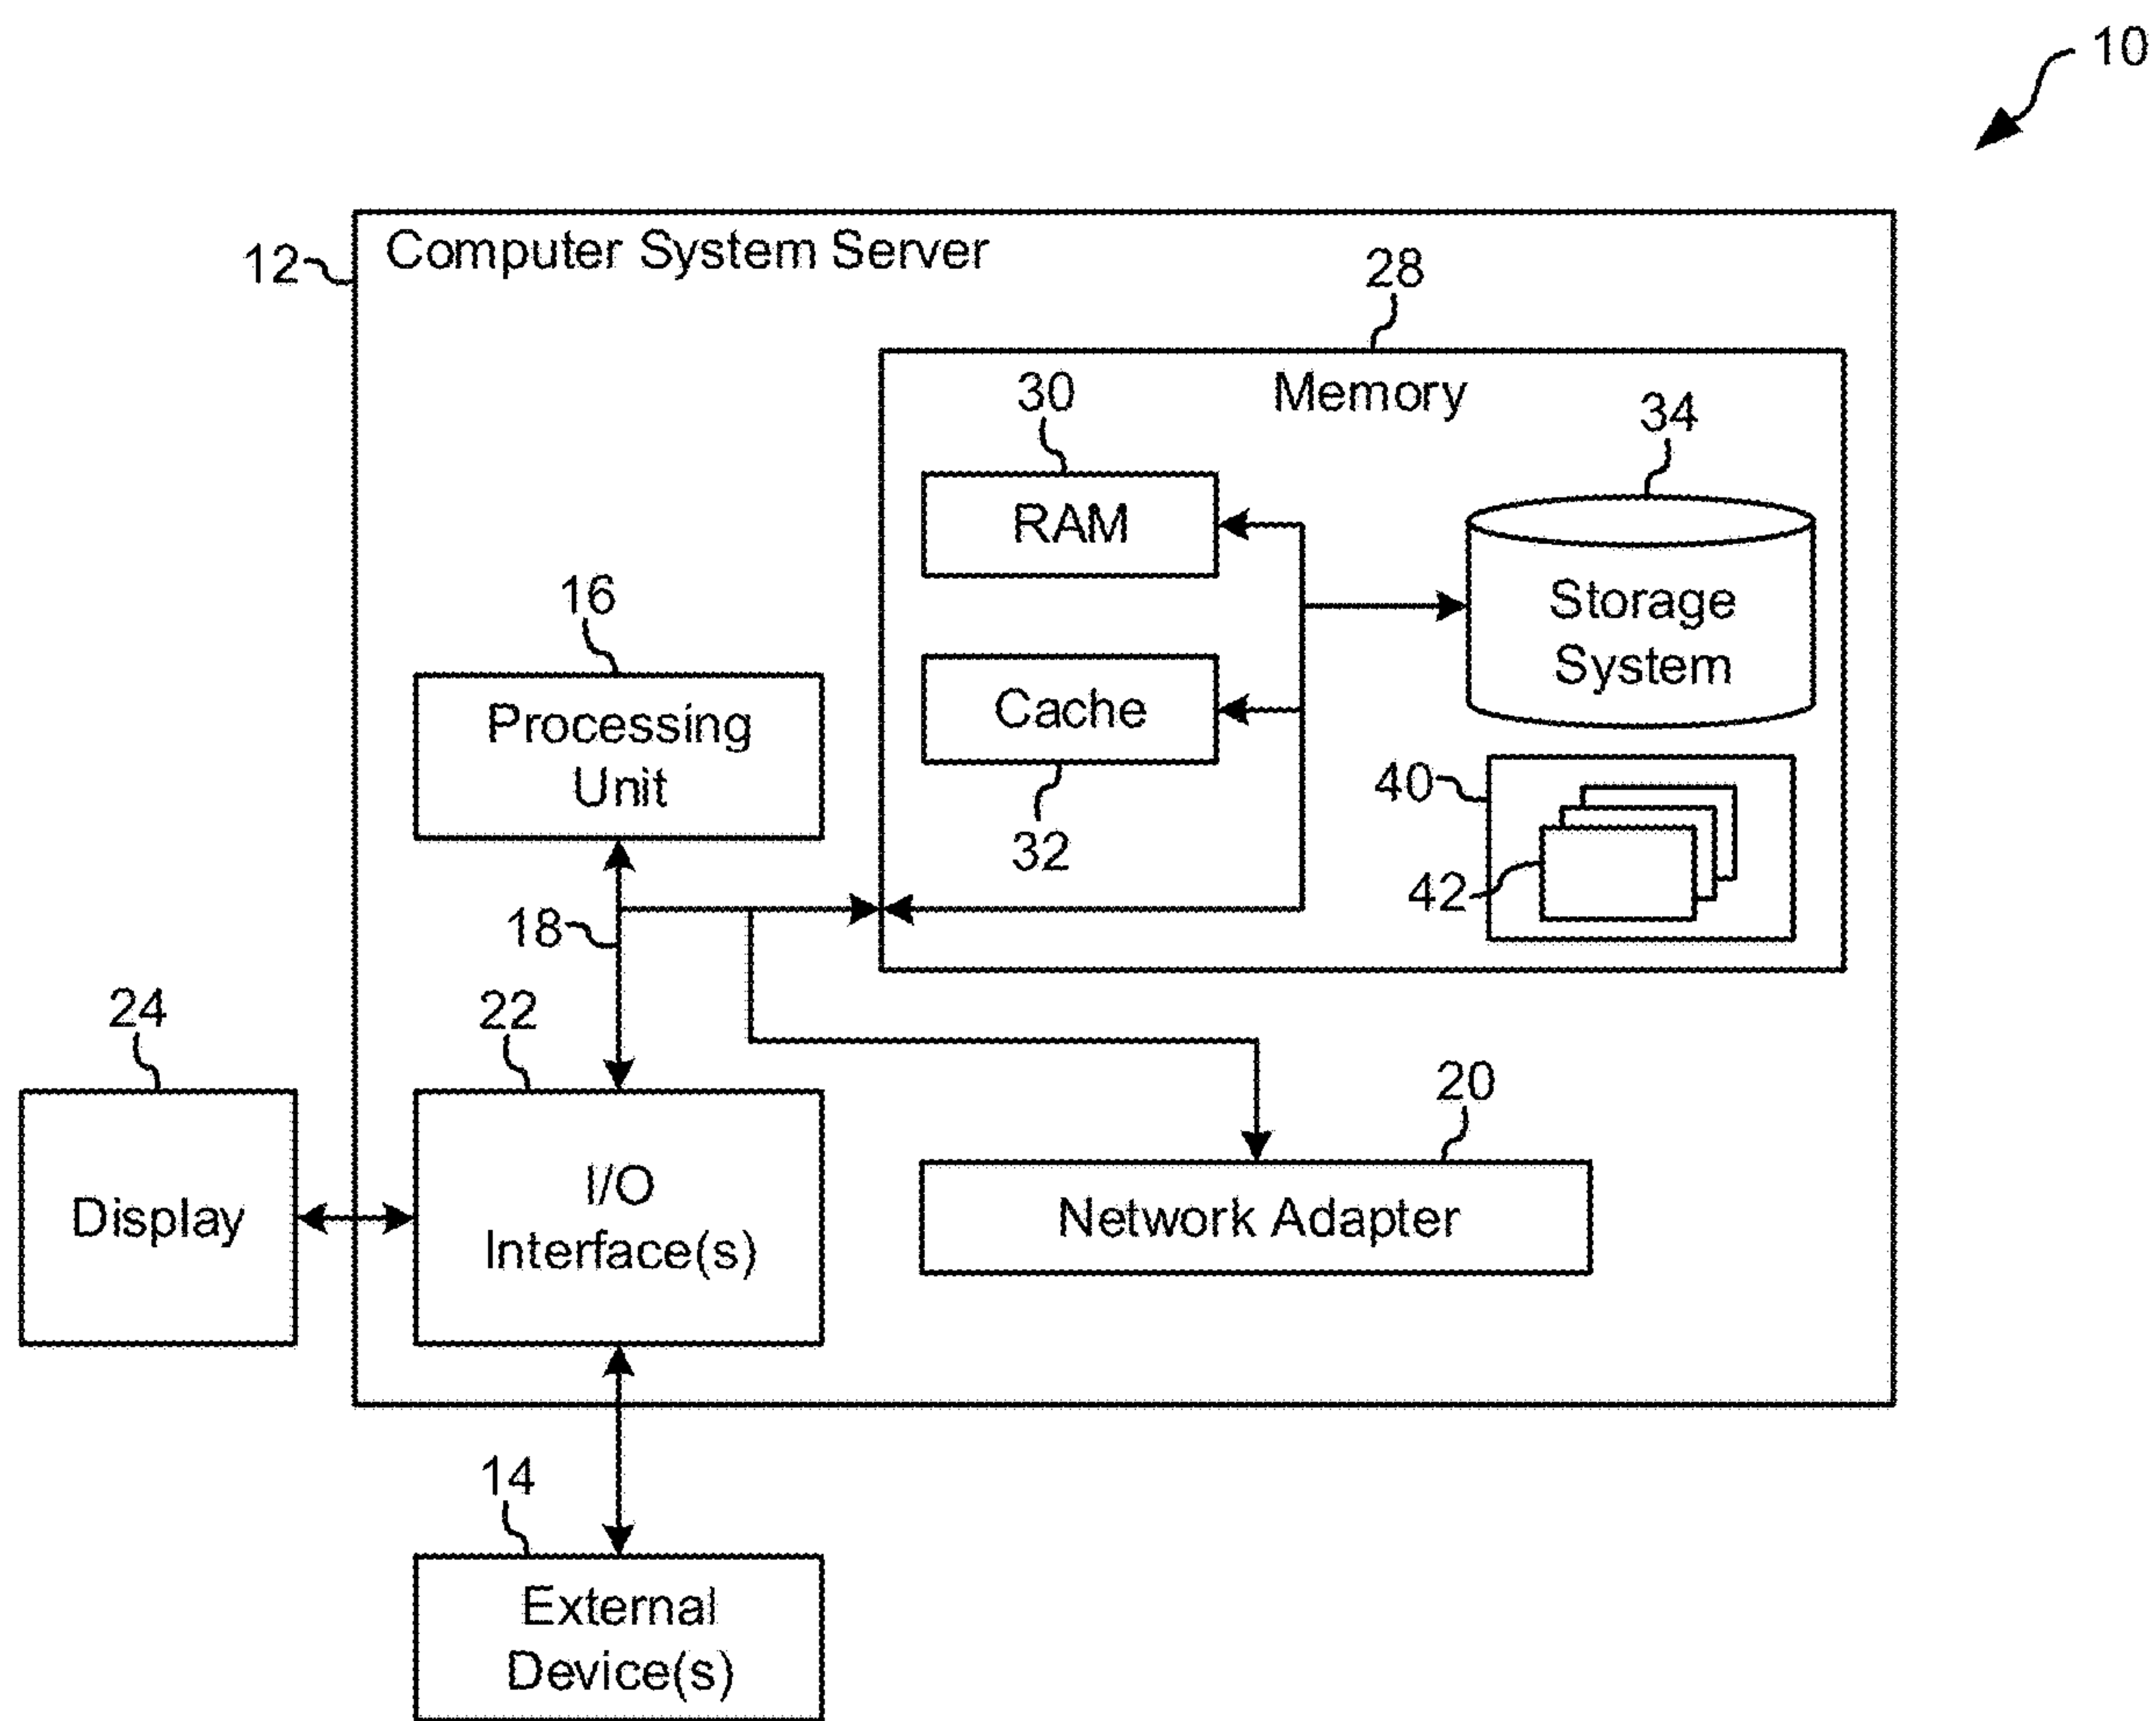 10
12
Computer System Server
28
Memory
30
34
RAM
Storage
System
16
Processing
Unit
Cache
32
40
42
18
24
22
20
Display
I/O
Interface(s)
Network Adapter
14
External
Device(s)